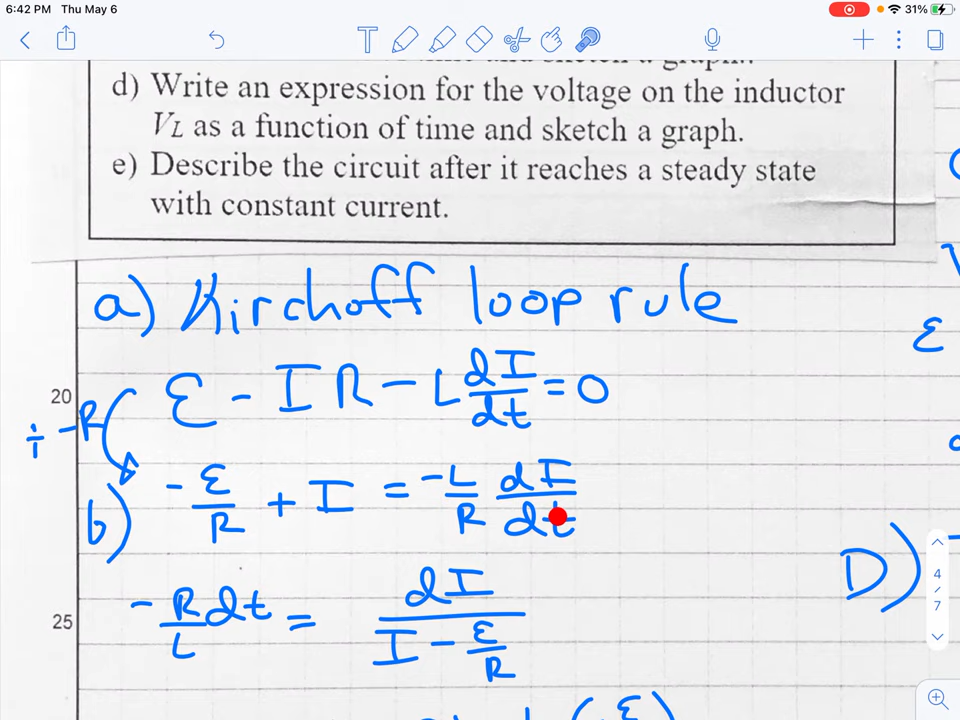 6:42 PM Thu May 6
31%
d) Write an expression for the voltage on the inductor
VL as a function of time and sketch a graph.
e) Describe the circuit after it reaches a steady state
with constant current.
a) Kirchoff loop rule
20
ε - IR - L dI/dt = 0
÷ -R
b) -ε/R + I = -L/R dI/dt
D)
4/7
25
-R/L dt = dI/(I - ε/R)